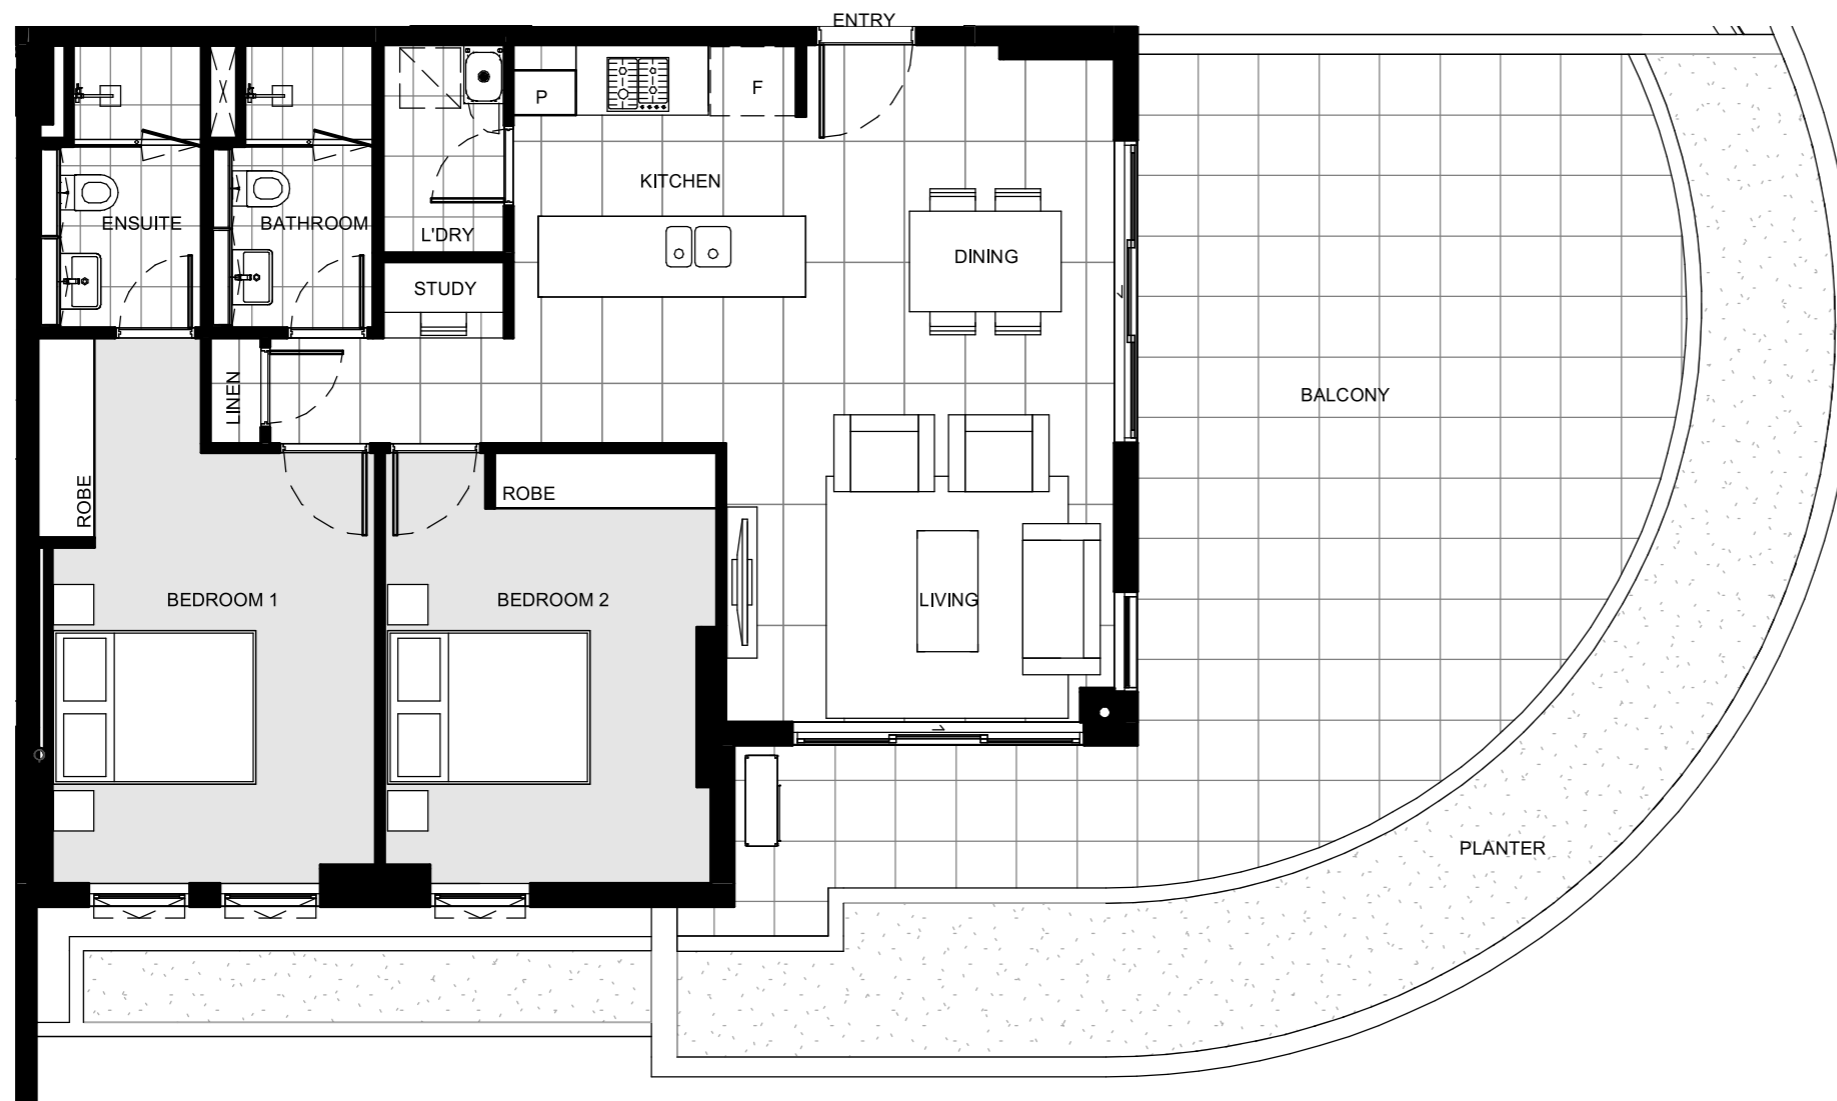 ENTRY
P
F
KITCHEN
ENSUITE
BATHROOM
L'DRY
DINING
STUDY
LINEN
BALCONY
ROBE
ROBE
BEDROOM 1
BEDROOM 2
LIVING
PLANTER